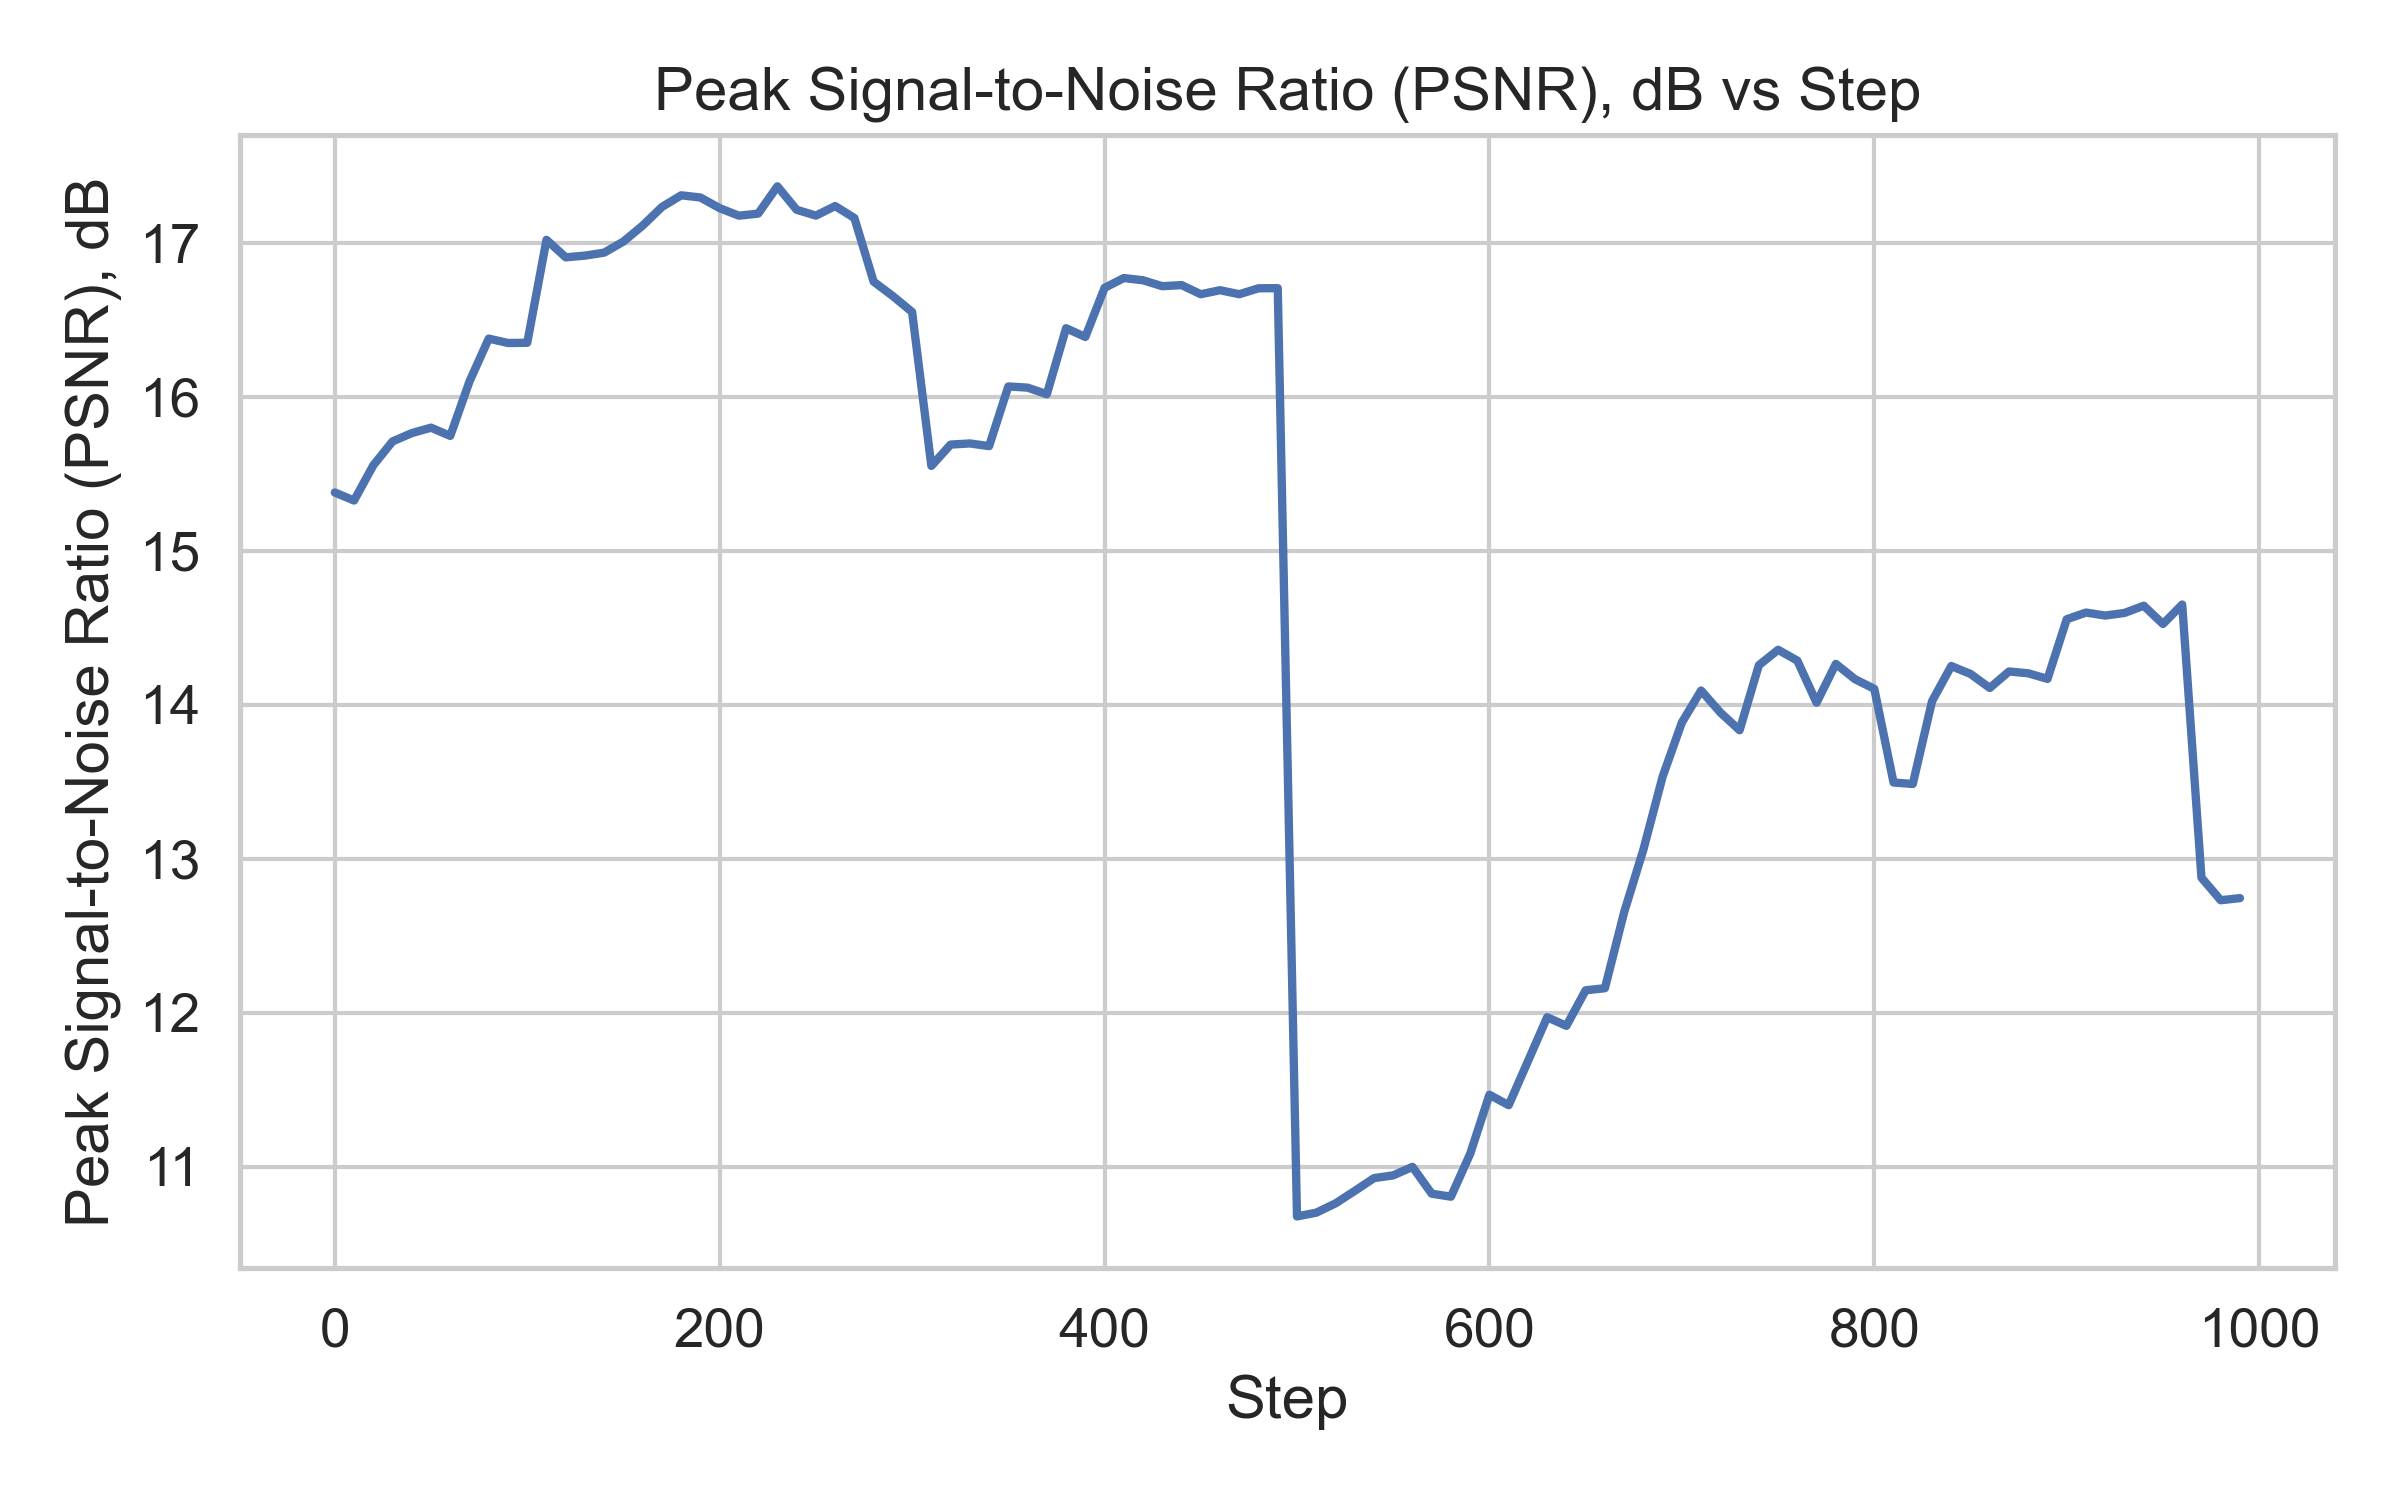 Peak Signal-to-Noise Ratio (PSNR), dB vs Step
Peak Signal-to-Noise Ratio (PSNR), dB
17
16
15
14
13
12
11
0 200 400 600 800 1000
Step